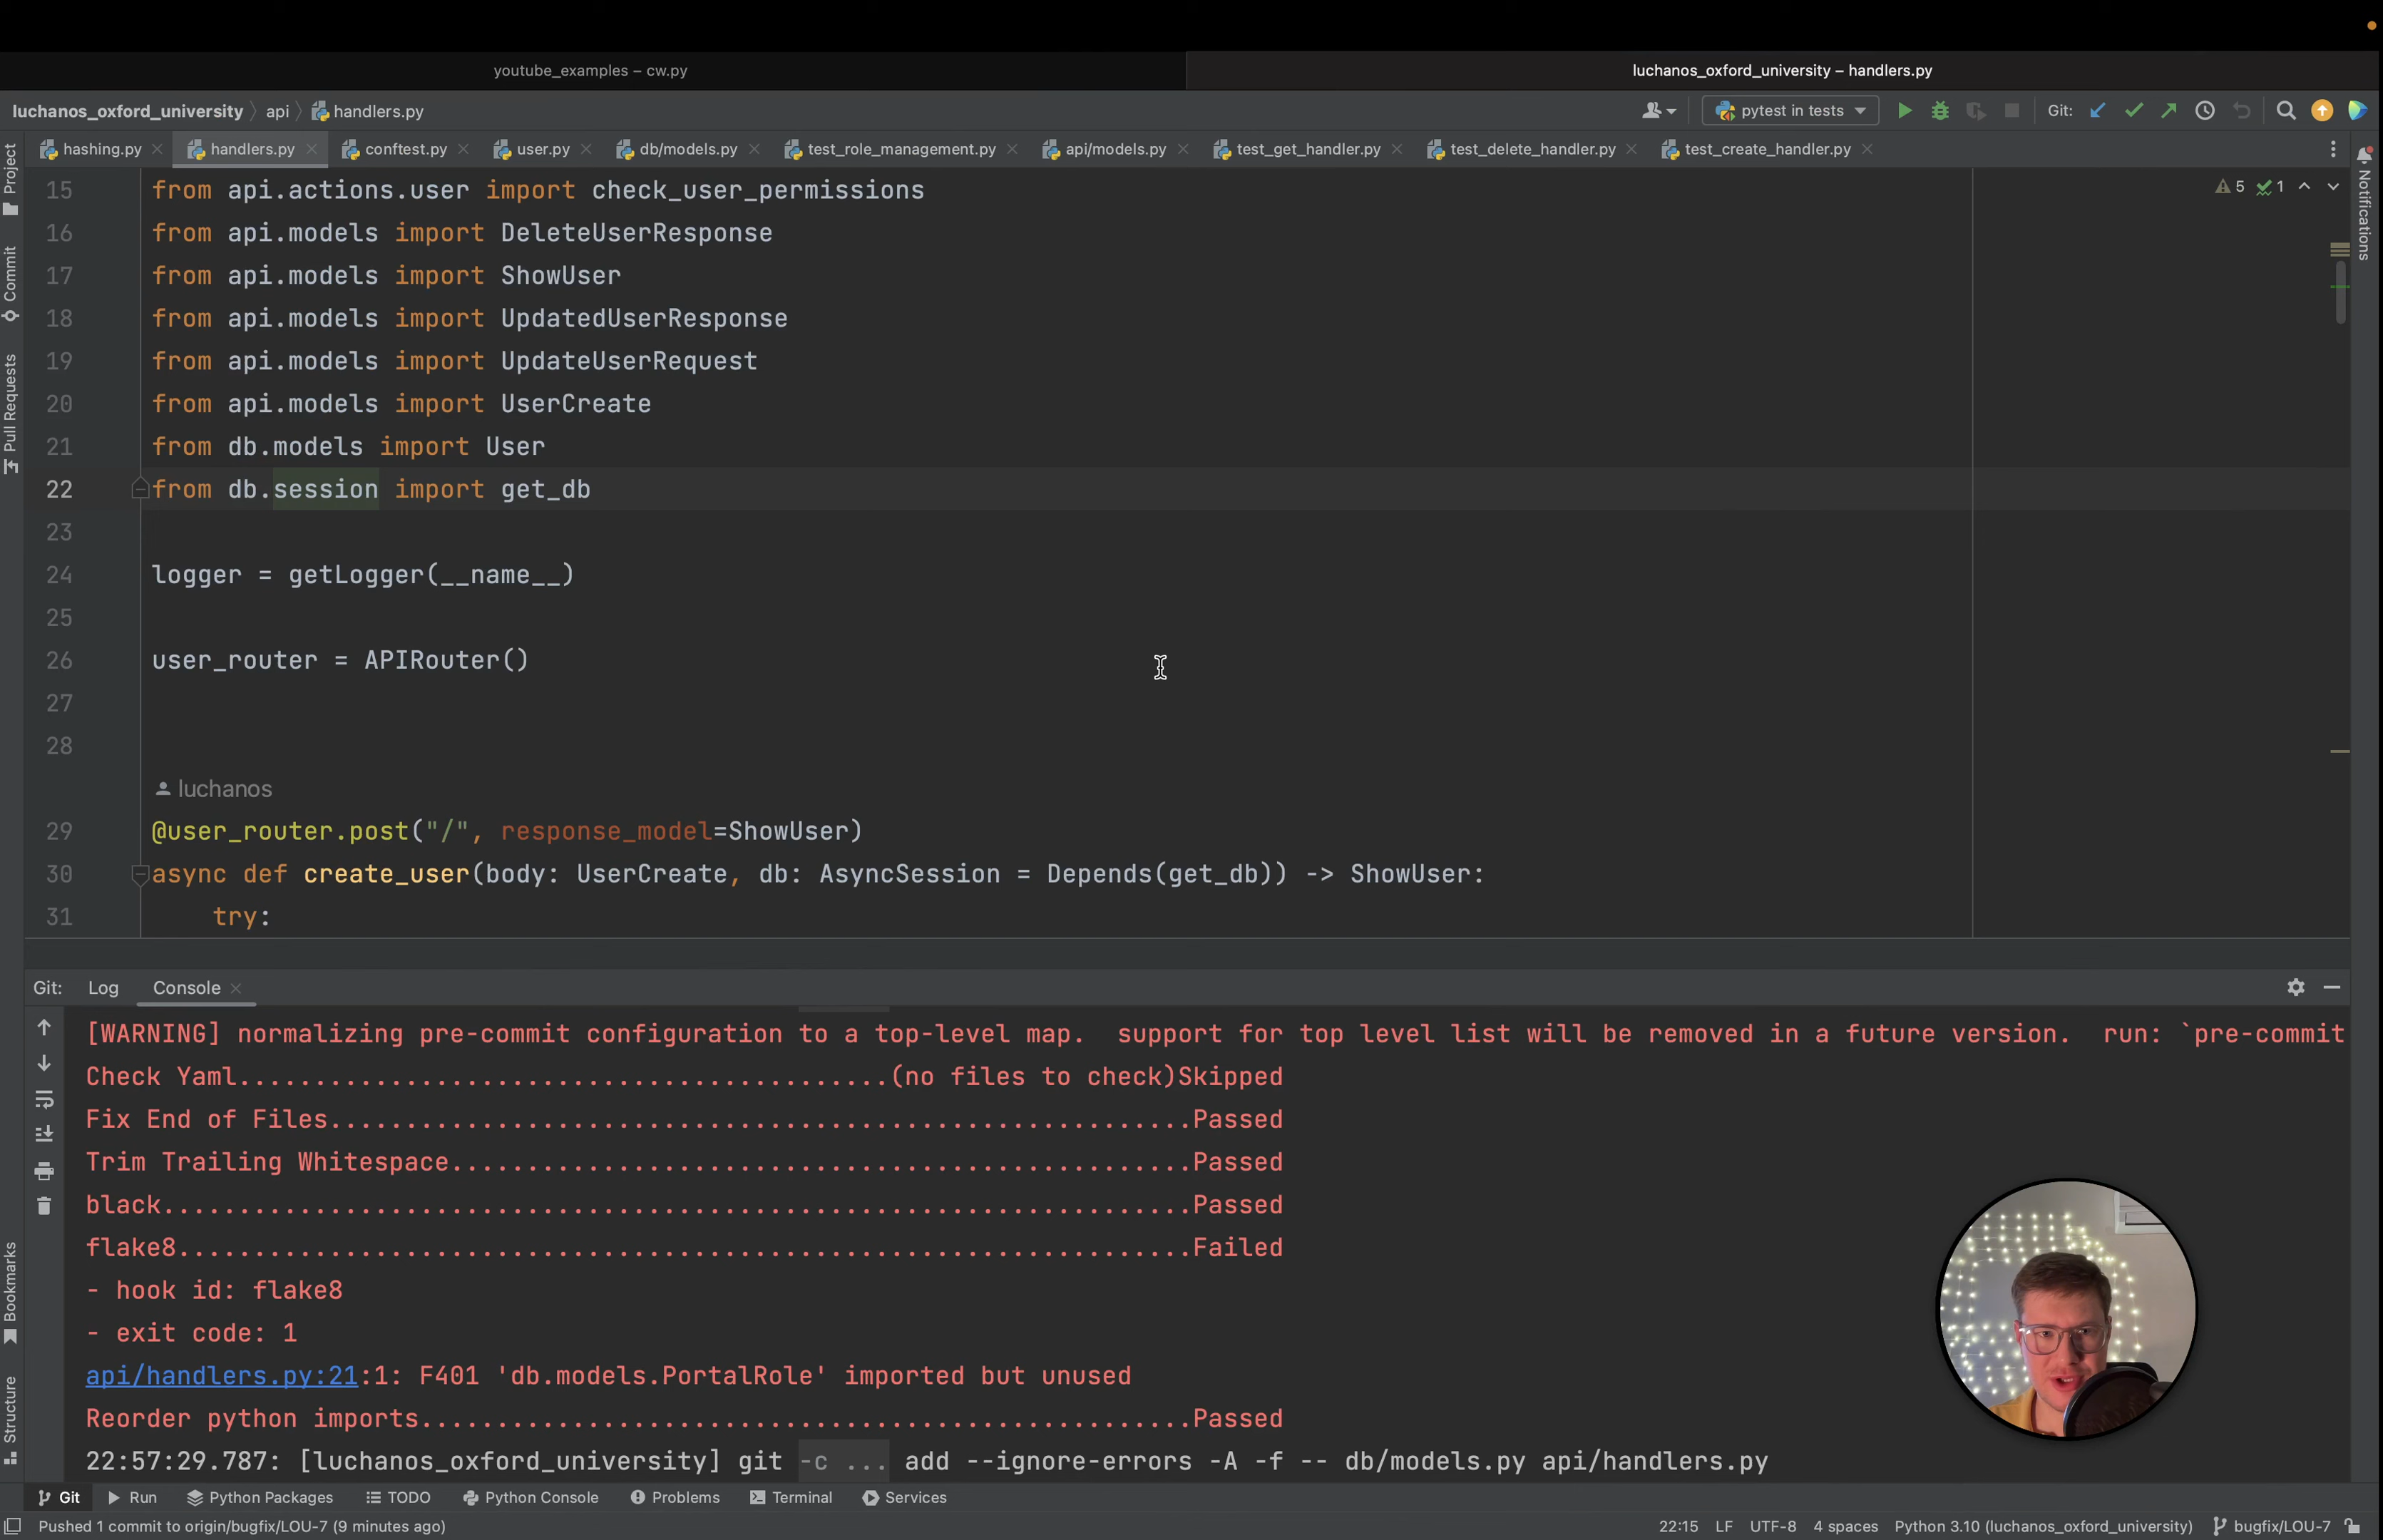 youtube_examples – cw.py
luchanos_oxford_university – handlers.py
luchanos_oxford_university api handlers.py
pytest in tests
Git:
hashing.py handlers.py conftest.py user.py db/models.py test_role_management.py api/models.py test_get_handler.py test_delete_handler.py test_create_handler.py
Project
Commit
Pull Requests
Bookmarks
Structure
Notifications
5 1
15 from api.actions.user import check_user_permissions
16 from api.models import DeleteUserResponse
17 from api.models import ShowUser
18 from api.models import UpdatedUserResponse
19 from api.models import UpdateUserRequest
20 from api.models import UserCreate
21 from db.models import User
22 from db.session import get_db
23
24 logger = getLogger(__name__)
25
26 user_router = APIRouter()
27
28
luchanos
29 @user_router.post("/", response_model=ShowUser)
30 async def create_user(body: UserCreate, db: AsyncSession = Depends(get_db)) -> ShowUser:
31 try:
Git: Log Console
[WARNING] normalizing pre-commit configuration to a top-level map.  support for top level list will be removed in a future version.  run: `pre-commit
Check Yaml...........................................(no files to check)Skipped
Fix End of Files.........................................................Passed
Trim Trailing Whitespace.................................................Passed
black....................................................................Passed
flake8...................................................................Failed
- hook id: flake8
- exit code: 1
api/handlers.py:21:1: F401 'db.models.PortalRole' imported but unused
Reorder python imports...................................................Passed
22:57:29.787: [luchanos_oxford_university] git -c ... add --ignore-errors -A -f -- db/models.py api/handlers.py
Git Run Python Packages TODO Python Console Problems Terminal Services
Pushed 1 commit to origin/bugfix/LOU-7 (9 minutes ago)
22:15 LF UTF-8 4 spaces Python 3.10 (luchanos_oxford_university) bugfix/LOU-7